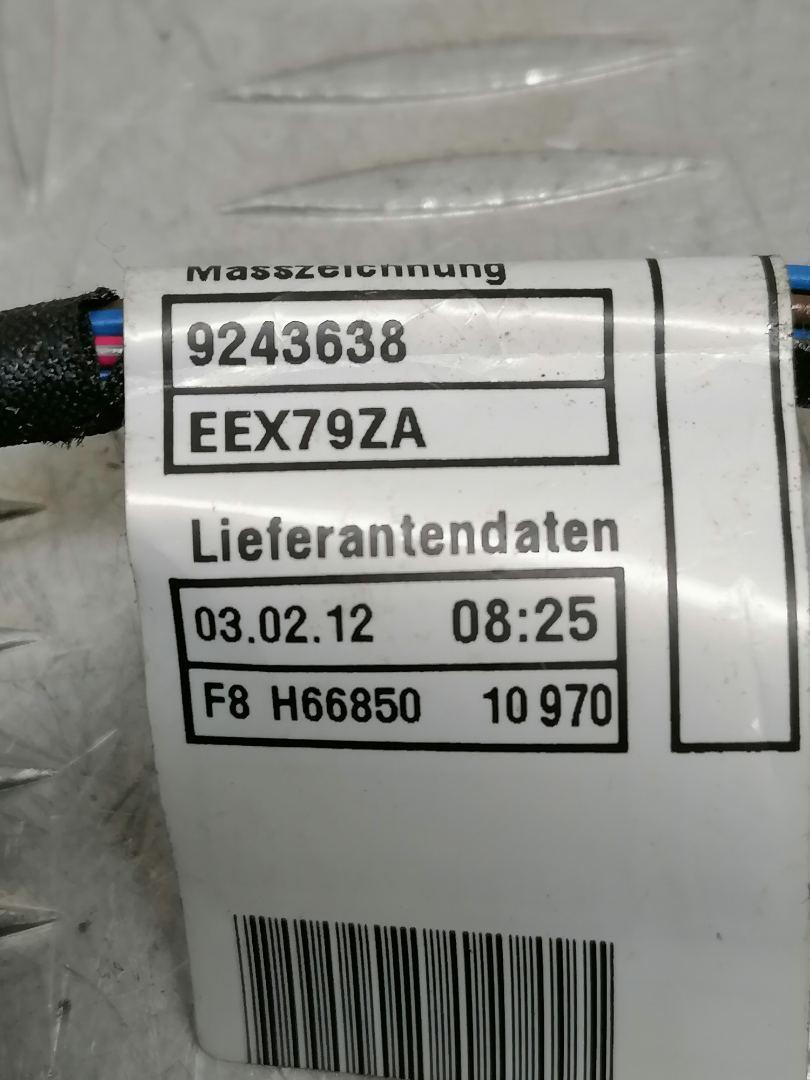 Masszeichnung
9243638
EEX79ZA
Lieferantendaten
03.02.12 08:25
F8 H66850 10 970